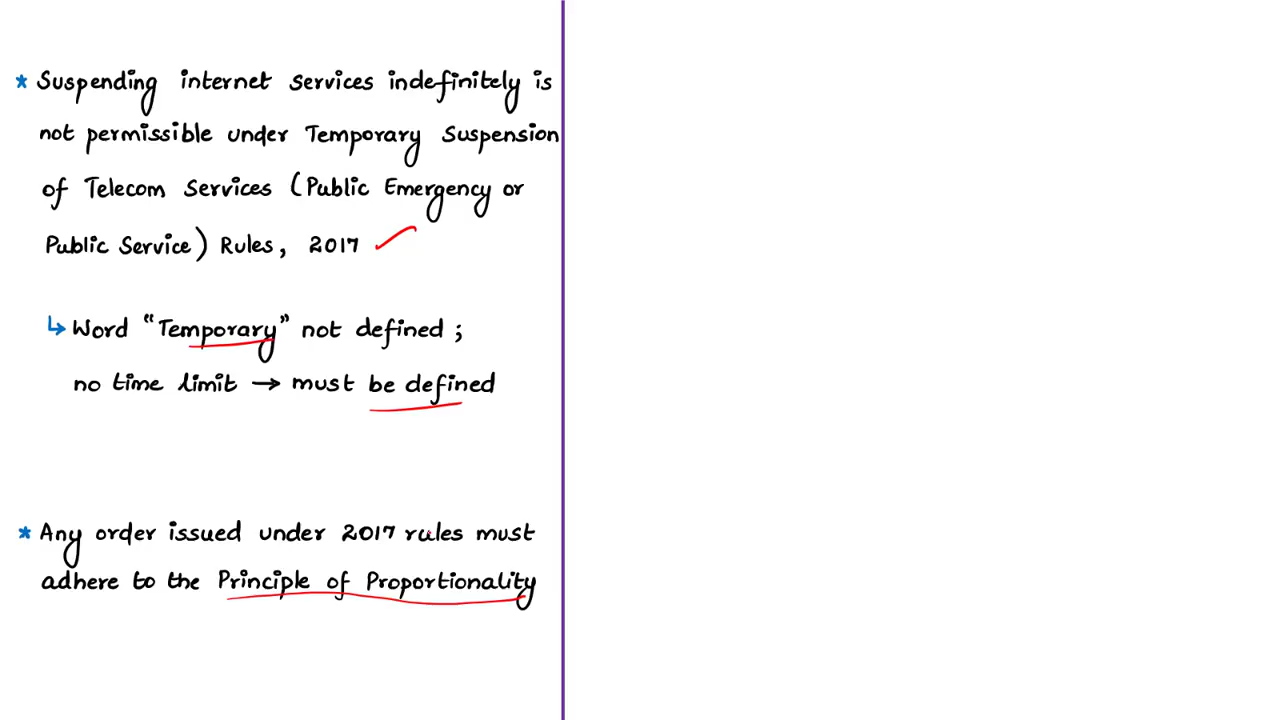 * Suspending internet services indefinitely is
not permissible under Temporary Suspension
of Telecom Services (Public Emergency or
Public Service) Rules, 2017 ✓
↳ Word “Temporary” not defined;
no time limit → must be defined
* Any order issued under 2017 rules must
adhere to the Principle of Proportionality